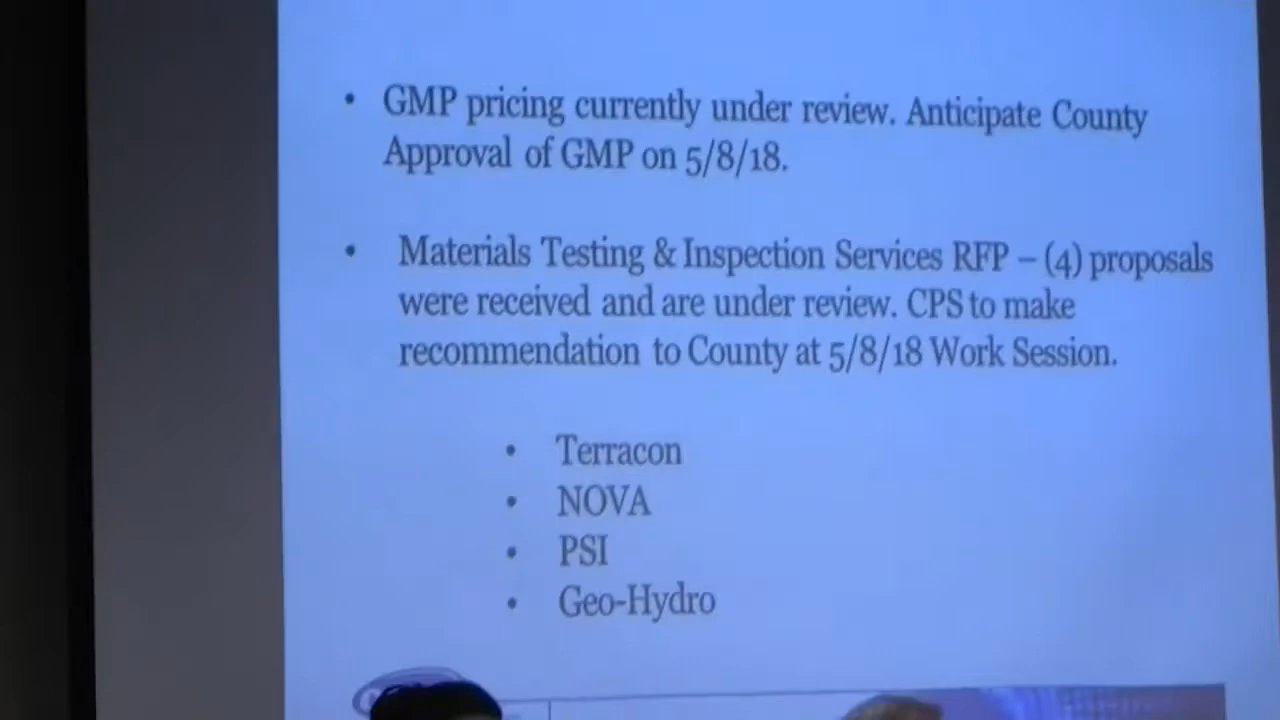 • GMP pricing currently under review. Anticipate County
Approval of GMP on 5/8/18.
• Materials Testing & Inspection Services RFP – (4) proposals
were received and are under review. CPS to make
recommendation to County at 5/8/18 Work Session.
• Terracon
• NOVA
• PSI
• Geo-Hydro